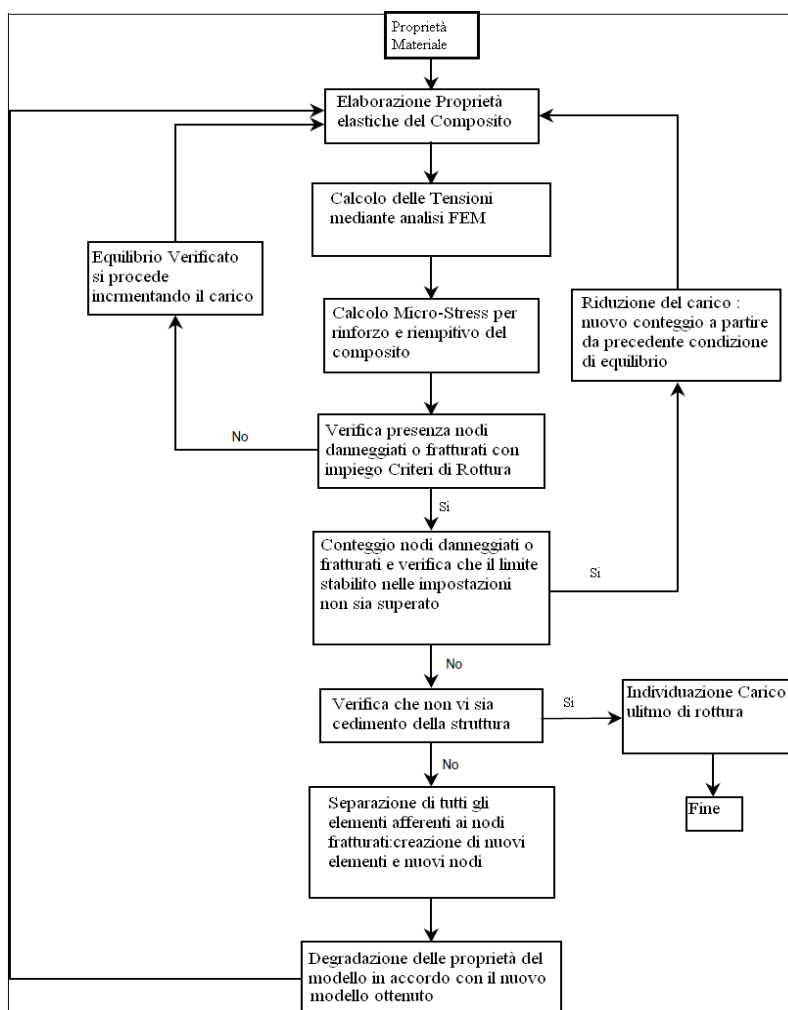 Proprietà
Materiale
Elaborazione Proprietà
elastiche del Composito
Calcolo delle Tensioni
mediante analisi FEM
Equilibrio Verificato
si procede
incrmentando il carico
Calcolo Micro-Stress per
rinforzo e riempitivo del
composito
Riduzione del carico :
nuovo conteggio a partire
da precedente condizione
di equilibrio
No
Verifica presenza nodi
danneggiati o fratturati con
impiego Criteri di Rottura
Si
Conteggio nodi danneggiati o
fratturati e verifica che il limite
stabilito nelle impostazioni
non sia superato
Si
No
Verifica che non vi sia
cedimento della struttura
Si
Individuazione Carico
ulitmo di rottura
No
Fine
Separazione di tutti gli
elementi afferenti ai nodi
fratturati:creazione di nuovi
elementi e nuovi nodi
Degradazione delle proprietà del
modello in accordo con il nuovo
modello ottenuto